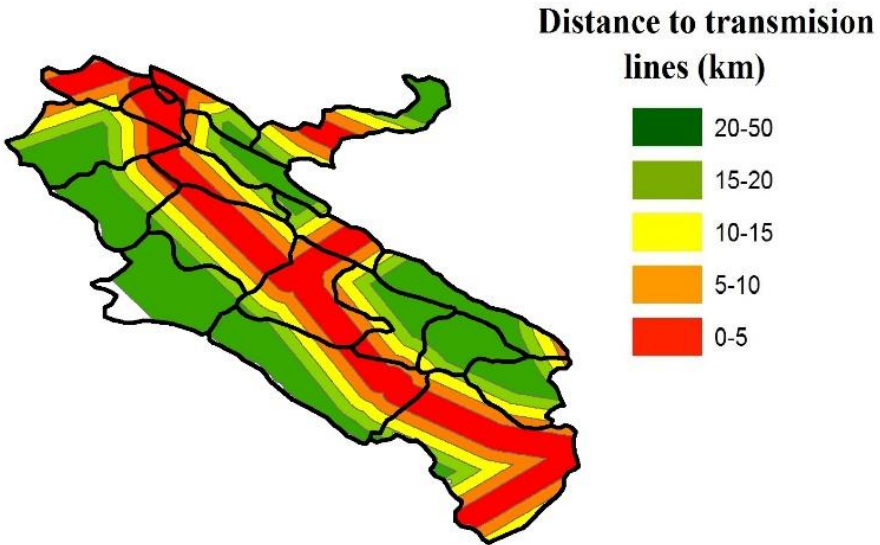 Distance to transmision
lines (km)
20-50
15-20
10-15
5-10
0-5